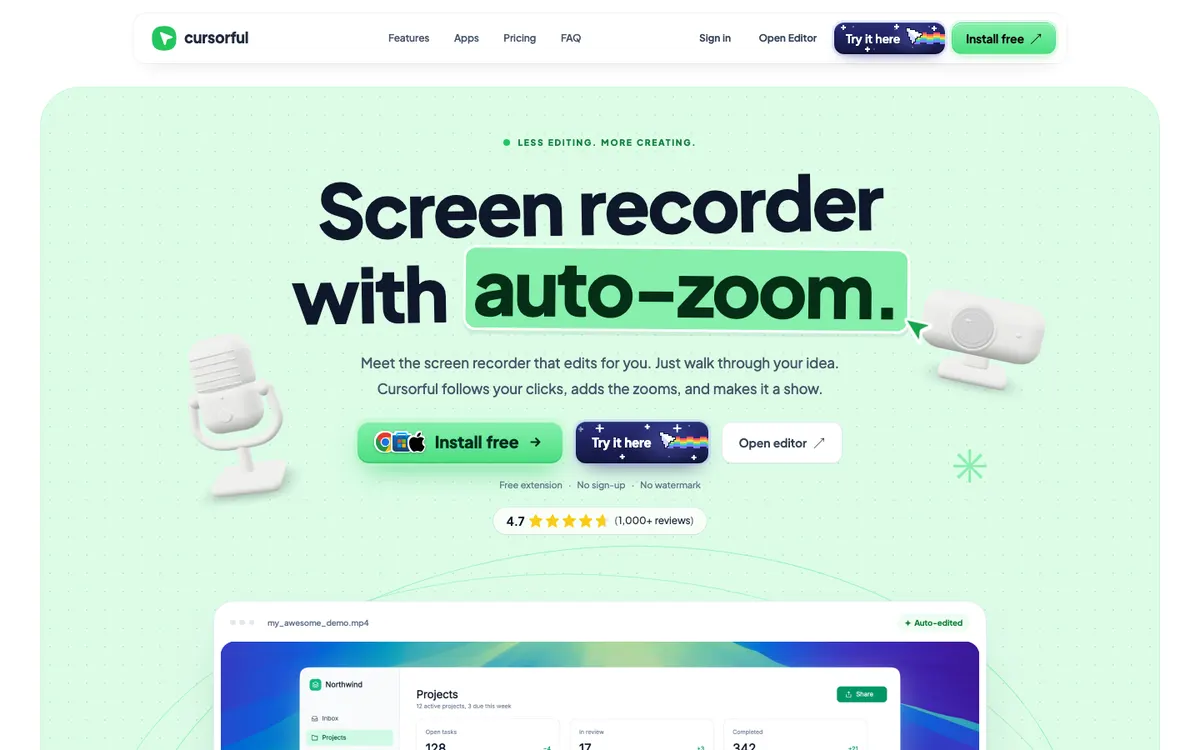 cursorful
Features
Apps
Pricing
FAQ
Sign in
Open Editor
Try it here
Install free ↗
LESS EDITING. MORE CREATING.
Screen recorder
with auto-zoom.
Meet the screen recorder that edits for you. Just walk through your idea.
Cursorful follows your clicks, adds the zooms, and makes it a show.
Install free →
Try it here
Open editor ↗
Free extension · No sign-up · No watermark
4.7 (1,000+ reviews)
my_awesome_demo.mp4
+ Auto-edited
Northwind
Inbox
Projects
Projects
12 active projects, 3 due this week
Share
Open tasks
128
-4
In review
17
+3
Completed
342
+21